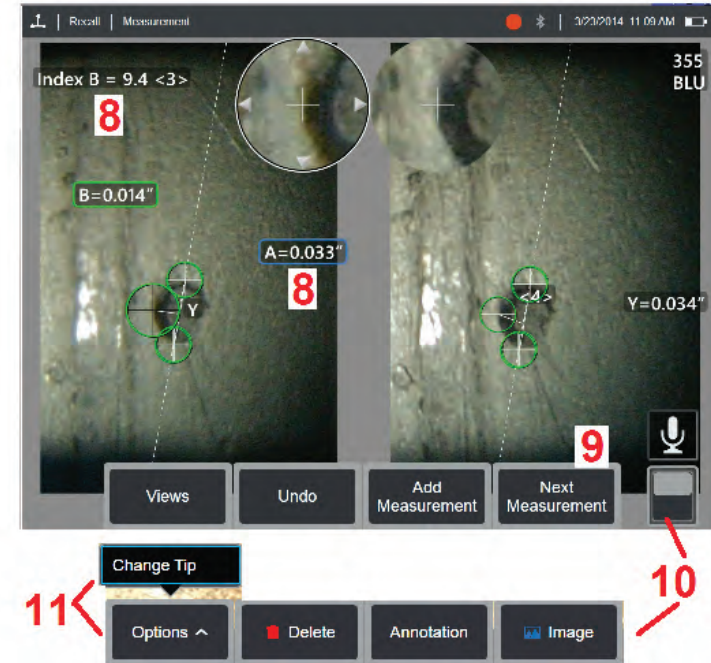 Recall | Measurement
3/23/2014 11:09 AM
Index B = 9.4 <3>
355
BLU
8
B=0.014"
A=0.033"
8
Y
<4>
Y=0.034"
9
Views
Undo
Add
Measurement
Next
Measurement
10
Change Tip
11
Options
Delete
Annotation
Image